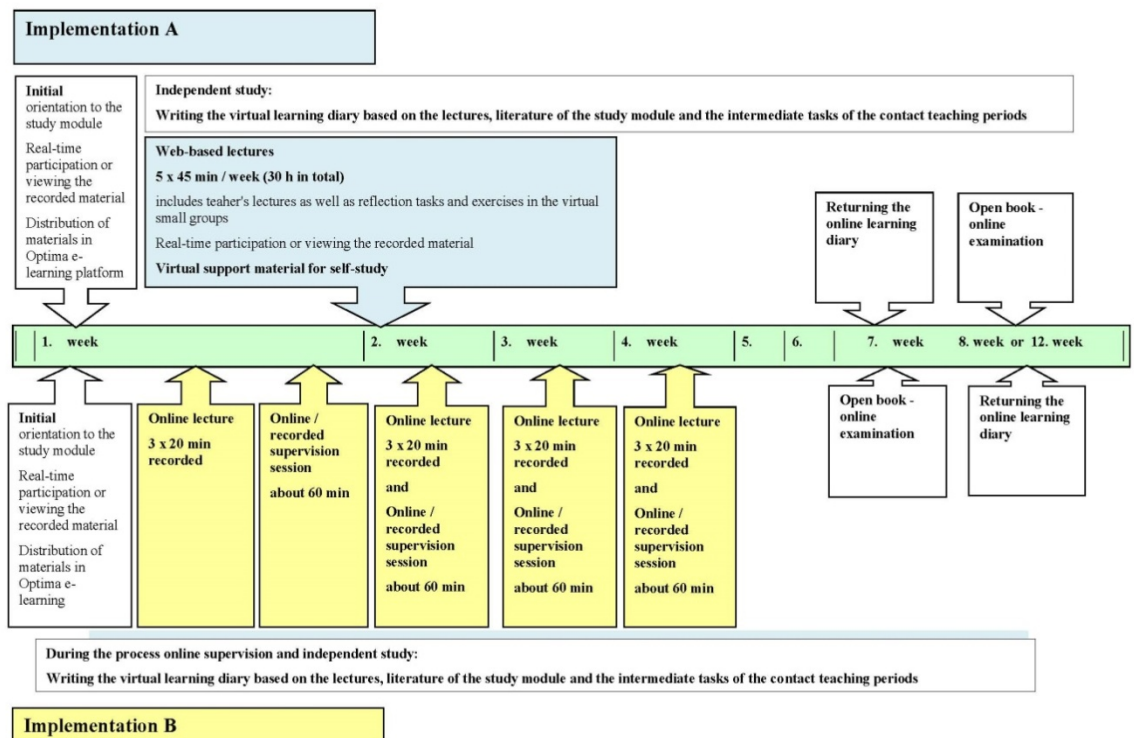 Implementation A
Initial
orientation to the
study module
Real-time
participation or
viewing the
recorded material
Distribution of
materials in
Optima e-
learning platform
Independent study:
Writing the virtual learning diary based on the lectures, literature of the study module and the intermediate tasks of the contact teaching periods
Web-based lectures
5 x 45 min / week (30 h in total)
includes teaher's lectures as well as reflection tasks and exercises in the virtual
small groups
Real-time participation or viewing the recorded material
Virtual support material for self-study
Returning the
online learning
diary
Open book -
online
examination
1. week 2. week 3. week 4. week 5. 6. 7. week 8. week or 12. week
Initial
orientation to the
study module
Real-time
participation or
viewing the
recorded material
Distribution of
materials in
Optima e-
learning
Online lecture
3 x 20 min
recorded
Online /
recorded
supervision
session
about 60 min
Online lecture
3 x 20 min
recorded
and
Online /
recorded
supervision
session
about 60 min
Online lecture
3 x 20 min
recorded
and
Online /
recorded
supervision
session
about 60 min
Online lecture
3 x 20 min
recorded
and
Online /
recorded
supervision
session
about 60 min
Open book -
online
examination
Returning the
online learning
diary
During the process online supervision and independent study:
Writing the virtual learning diary based on the lectures, literature of the study module and the intermediate tasks of the contact teaching periods
Implementation B